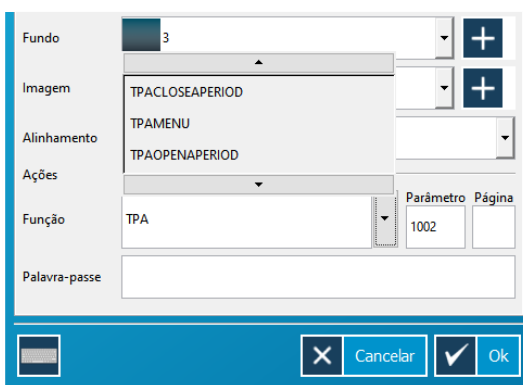 Fundo
3
Imagem
TPACLOSEAPERIOD
TPAMENU
Alinhamento
TPAOPENAPERIOD
Ações
Parâmetro Página
Função
TPA
1002
Palavra-passe
Cancelar
Ok